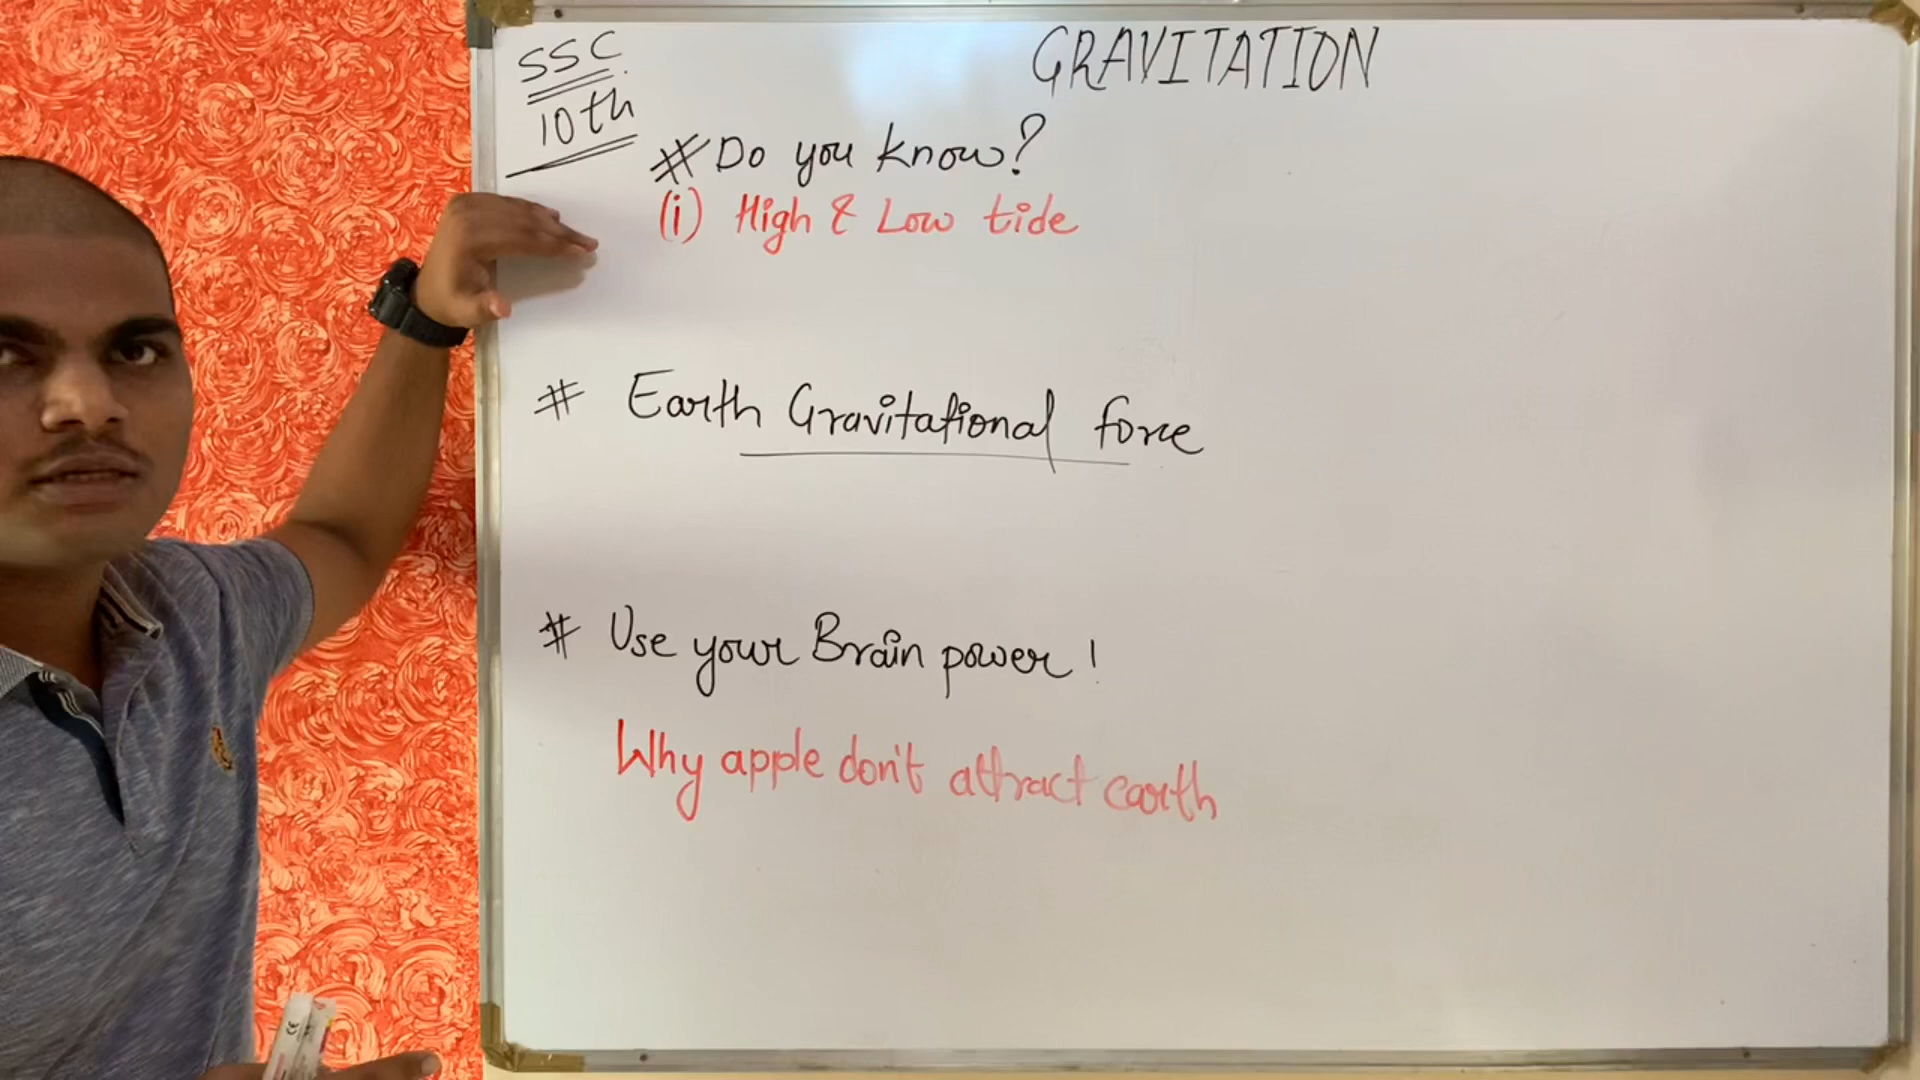 SSC
10th
GRAVITATION
# Do you know?
(i) High & Low tide
# Earth Gravitational force
# Use your Brain power!
Why apple don't attract earth